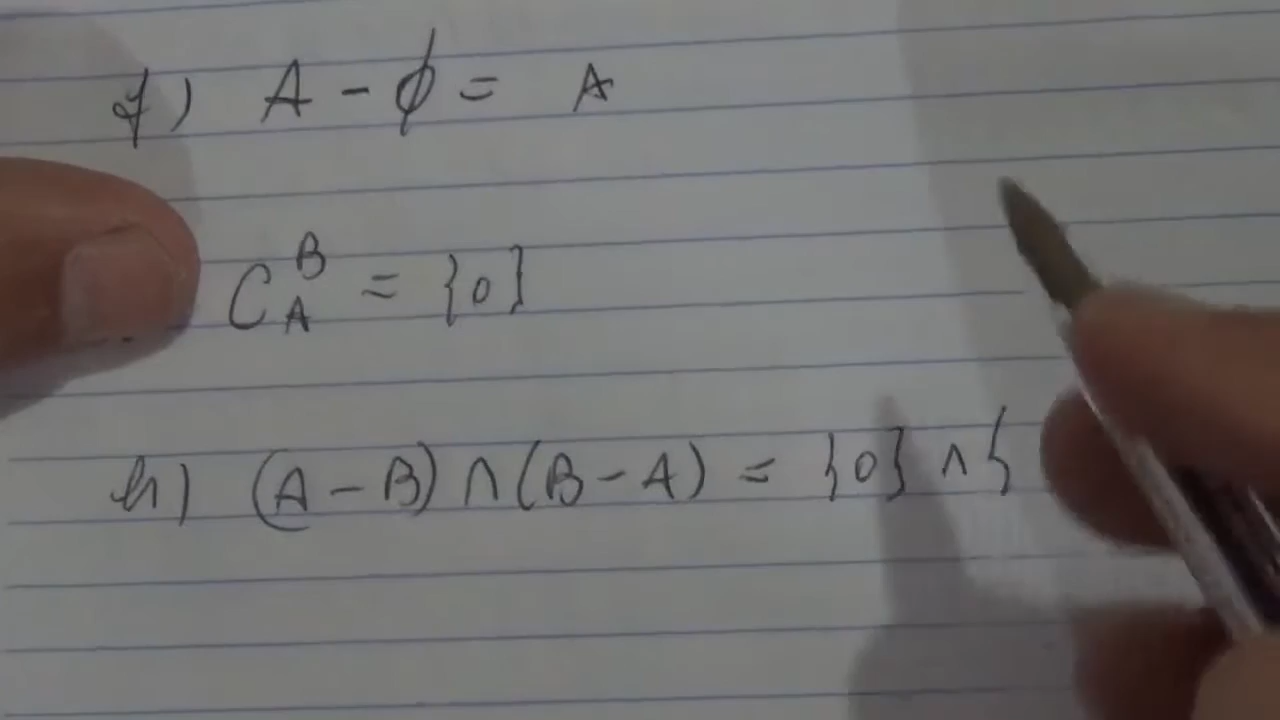 f) A - ϕ = A
C_A^B = {0}
h) (A - B) ∩ (B - A) = {0} ∩ {